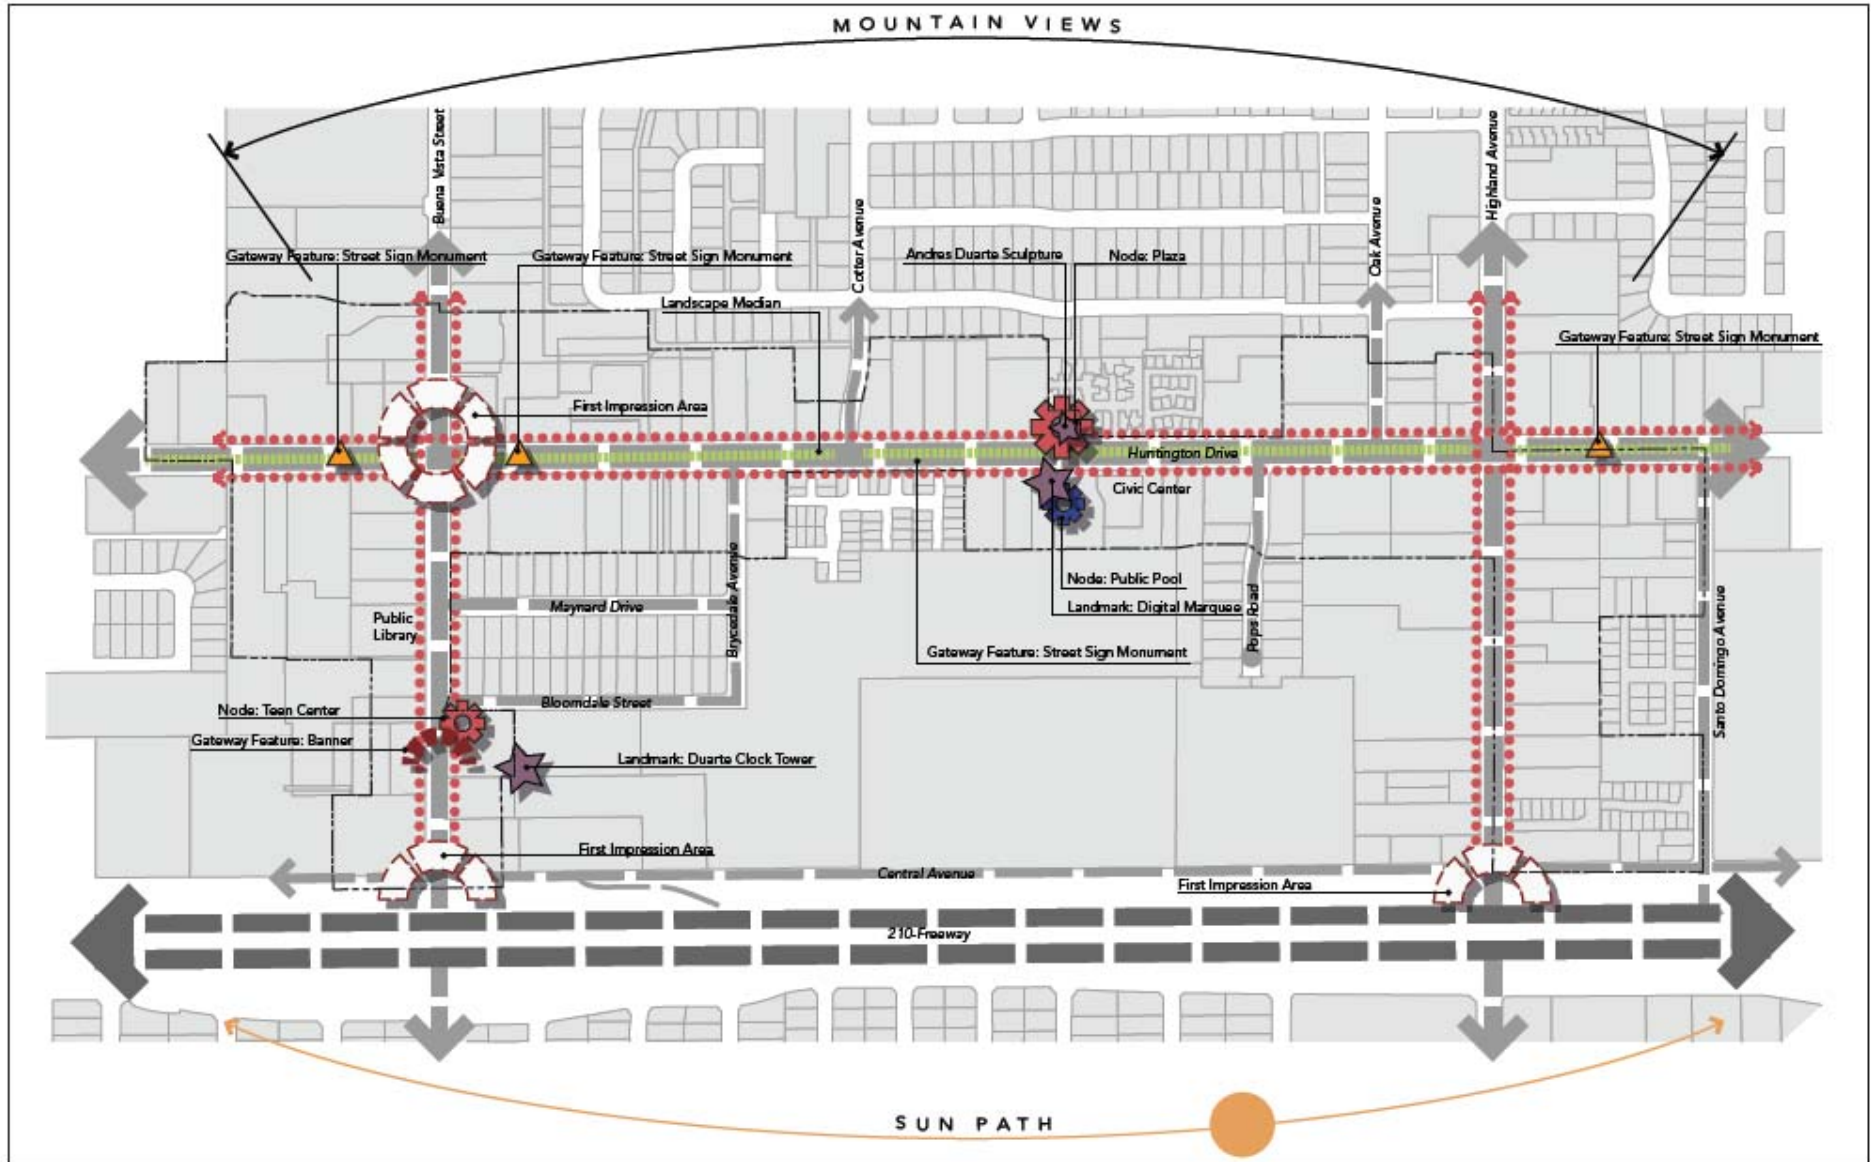 MOUNTAIN VIEWS
Buena Vista Street
Highland Avenue
Cotter Avenue
Oak Avenue
Gateway Feature: Street Sign Monument
Gateway Feature: Street Sign Monument
Andres Duarte Sculpture
Node: Plaza
Landscape Median
Gateway Feature: Street Sign Monument
First Impression Area
Huntington Drive
Civic Center
Node: Public Pool
Landmark: Digital Marquee
Brycedale Avenue
Maynard Drive
Public
Library
Pops Road
Santo Domingo Avenue
Gateway Feature: Street Sign Monument
Bloomdale Street
Node: Teen Center
Gateway Feature: Banner
Landmark: Duarte Clock Tower
First Impression Area
Central Avenue
First Impression Area
210-Freeway
SUN PATH